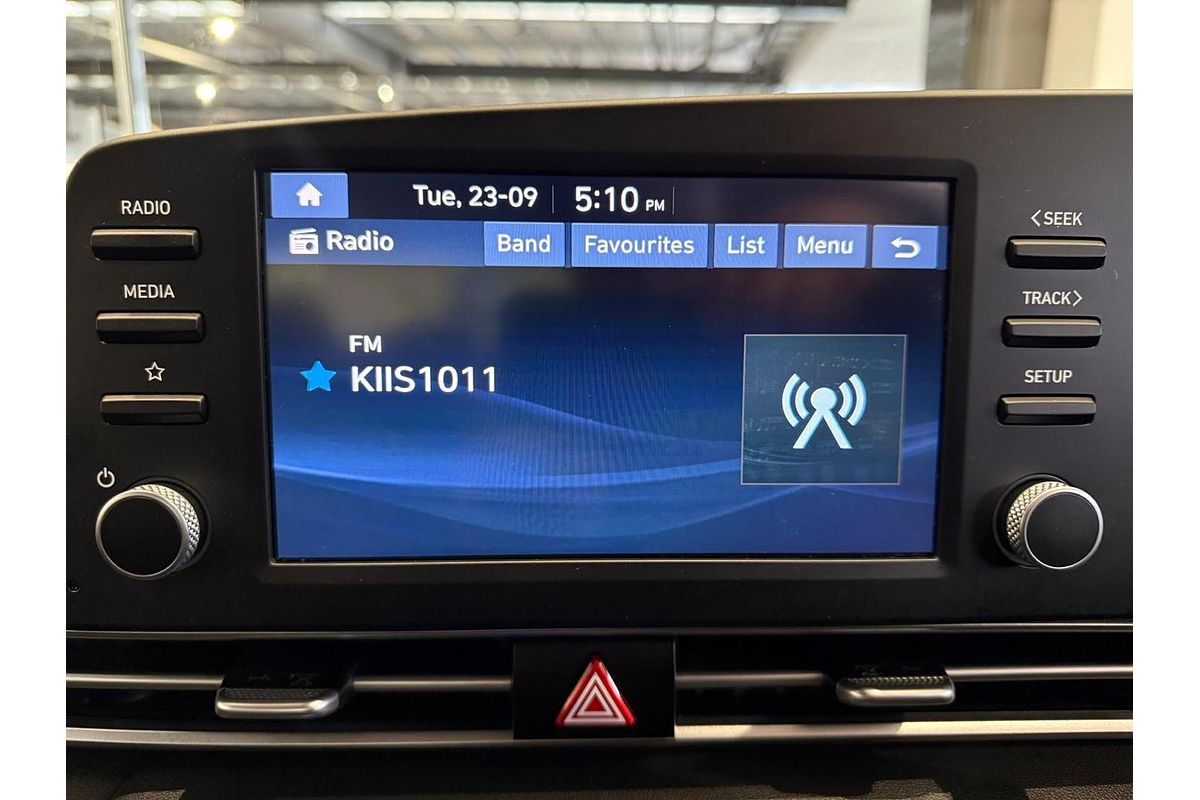 RADIO
MEDIA
Tue, 23-09 5:10 PM
Radio Band Favourites List Menu
FM
KIIS1011
<SEEK
TRACK>
SETUP